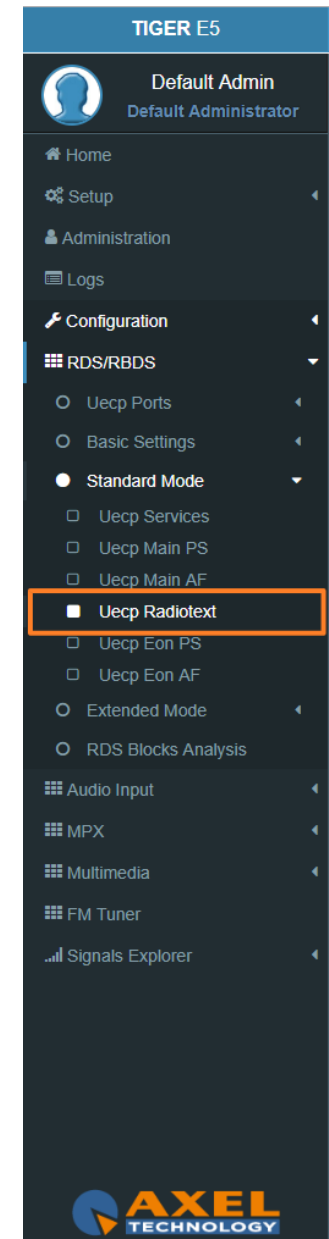 TIGER E5
Default Admin
Default Administrator
Home
Setup
Administration
Logs
Configuration
RDS/RBDS
Uecp Ports
Basic Settings
Standard Mode
Uecp Services
Uecp Main PS
Uecp Main AF
Uecp Radiotext
Uecp Eon PS
Uecp Eon AF
Extended Mode
RDS Blocks Analysis
Audio Input
MPX
Multimedia
FM Tuner
Signals Explorer
AXEL
TECHNOLOGY